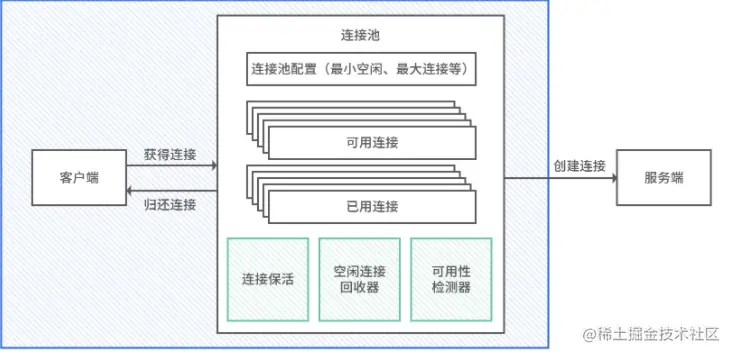 连接池
连接池配置（最小空闲、最大连接等）
可用连接
获得连接
客户端
归还连接
已用连接
创建连接
服务端
连接保活
空闲连接
回收器
可用性
检测器
@稀土掘金技术社区